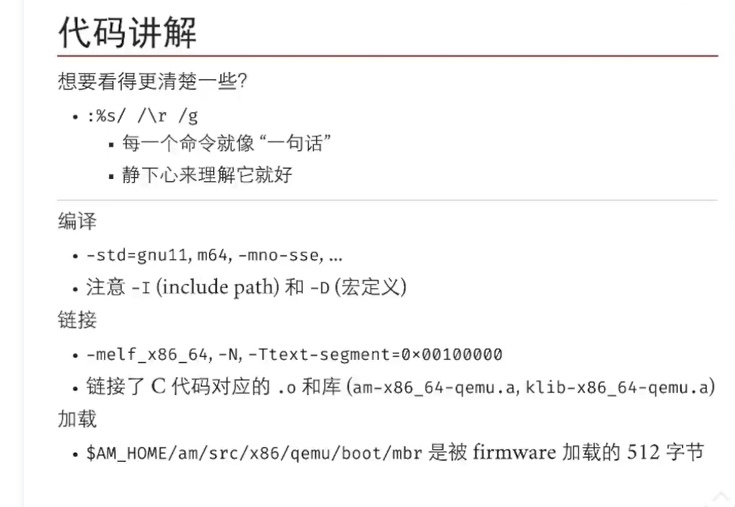 代码讲解
想要看得更清楚一些?
• :%s/ /\r /g
▪ 每一个命令就像 “一句话”
▪ 静下心来理解它就好
编译
• -std=gnu11, m64, -mno-sse, ...
• 注意 -I (include path) 和 -D (宏定义)
链接
• -melf_x86_64, -N, -Ttext-segment=0x00100000
• 链接了 C 代码对应的 .o 和库 (am-x86_64-qemu.a, klib-x86_64-qemu.a)
加载
• $AM_HOME/am/src/x86/qemu/boot/mbr 是被 firmware 加载的 512 字节